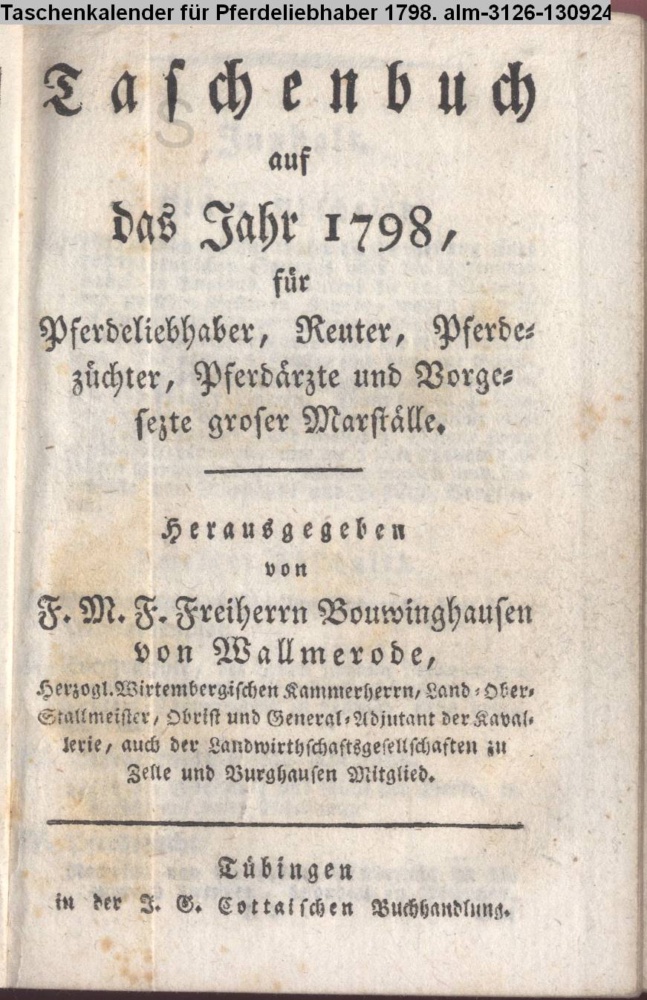 Taschenkalender für Pferdeliebhaber 1798. alm-3126-130924
Taschenbuch
auf
das Jahr 1798,
für
Pferdeliebhaber, Reuter, Pferde-
züchter, Pferdärzte und Vorge-
sezte groser Marställe.
Herausgegeben
von
F. M. F. Freiherrn Bouwinghausen
von Wallmerode,
Herzogl. Wirtembergischen Kammerherrn, Land-Ober-
Stallmeister, Obrist und General-Adjutant der Kaval-
lerie, auch der Landwirthschaftsgesellschaften zu
Zelle und Burghausen Mitglied.
Tübingen
in der J. G. Cottaischen Buchhandlung.